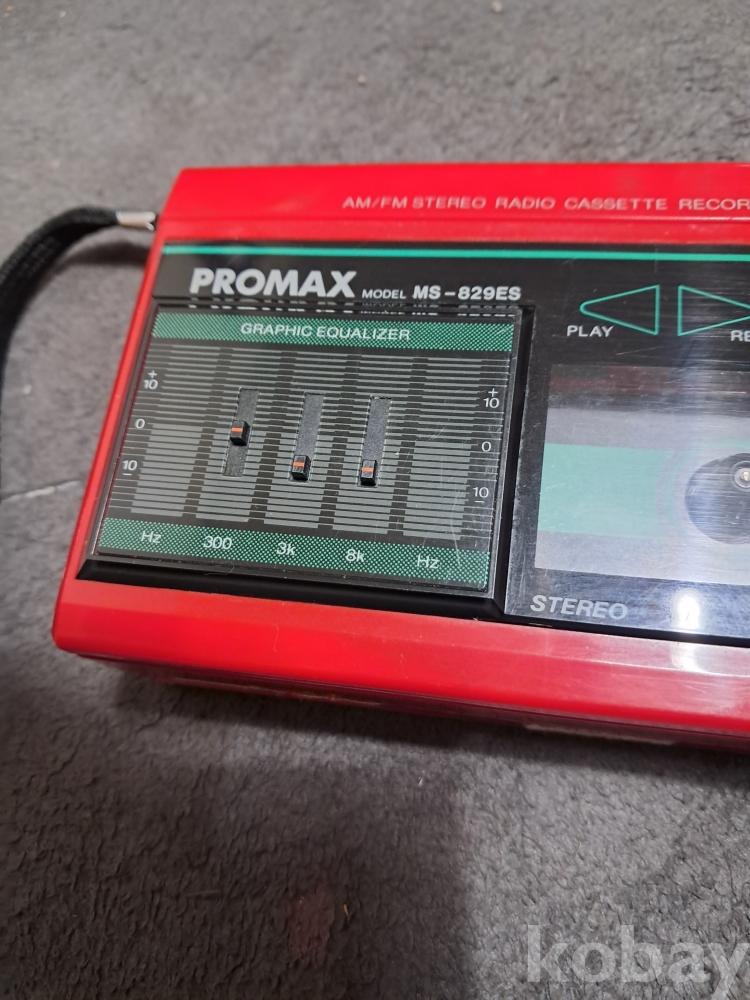 AM/FM STEREO RADIO CASSETTE RECOR
PROMAX MODEL MS-829ES
PLAY
RE
GRAPHIC EQUALIZER
+
10
0
10
−
+
10
0
10
−
Hz 300 3k 8k Hz
STEREO
kobay